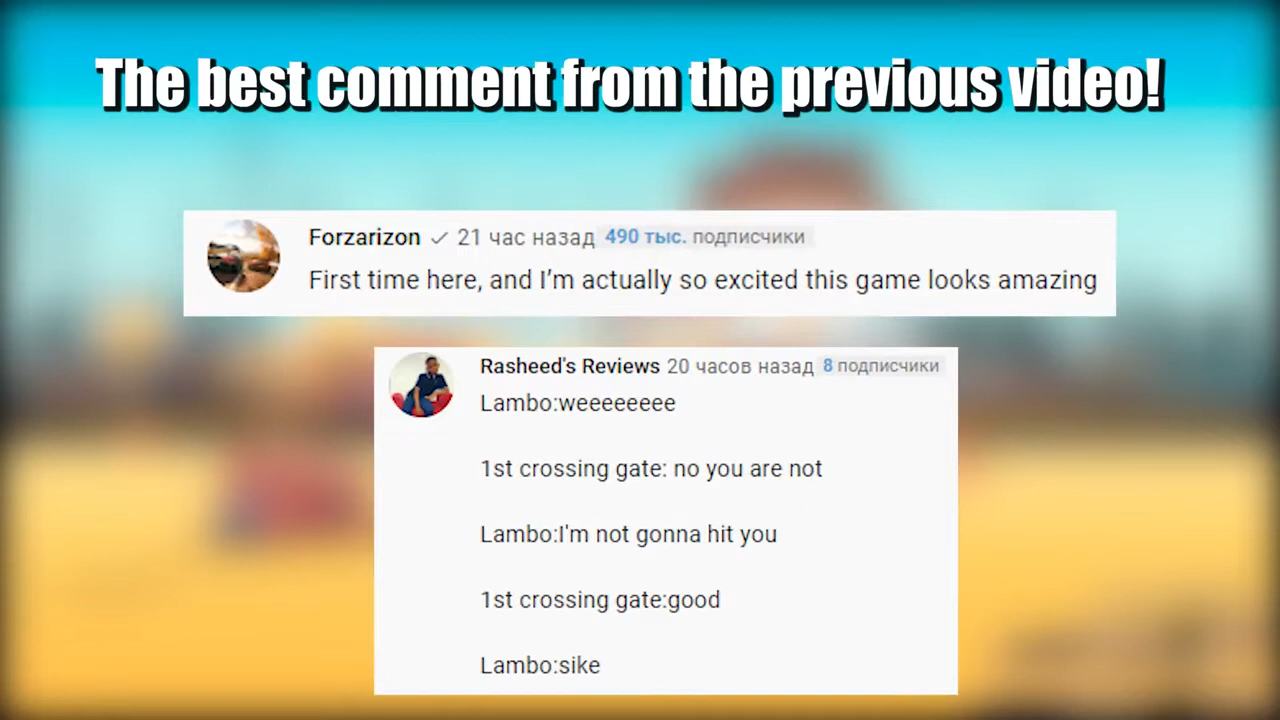 The best comment from the previous video!
Forzarizon ✓ 21 час назад 490 тыс. подписчики
First time here, and I’m actually so excited this game looks amazing
Rasheed's Reviews 20 часов назад 8 подписчики
Lambo:weeeeeeee
1st crossing gate: no you are not
Lambo:I'm not gonna hit you
1st crossing gate:good
Lambo:sike